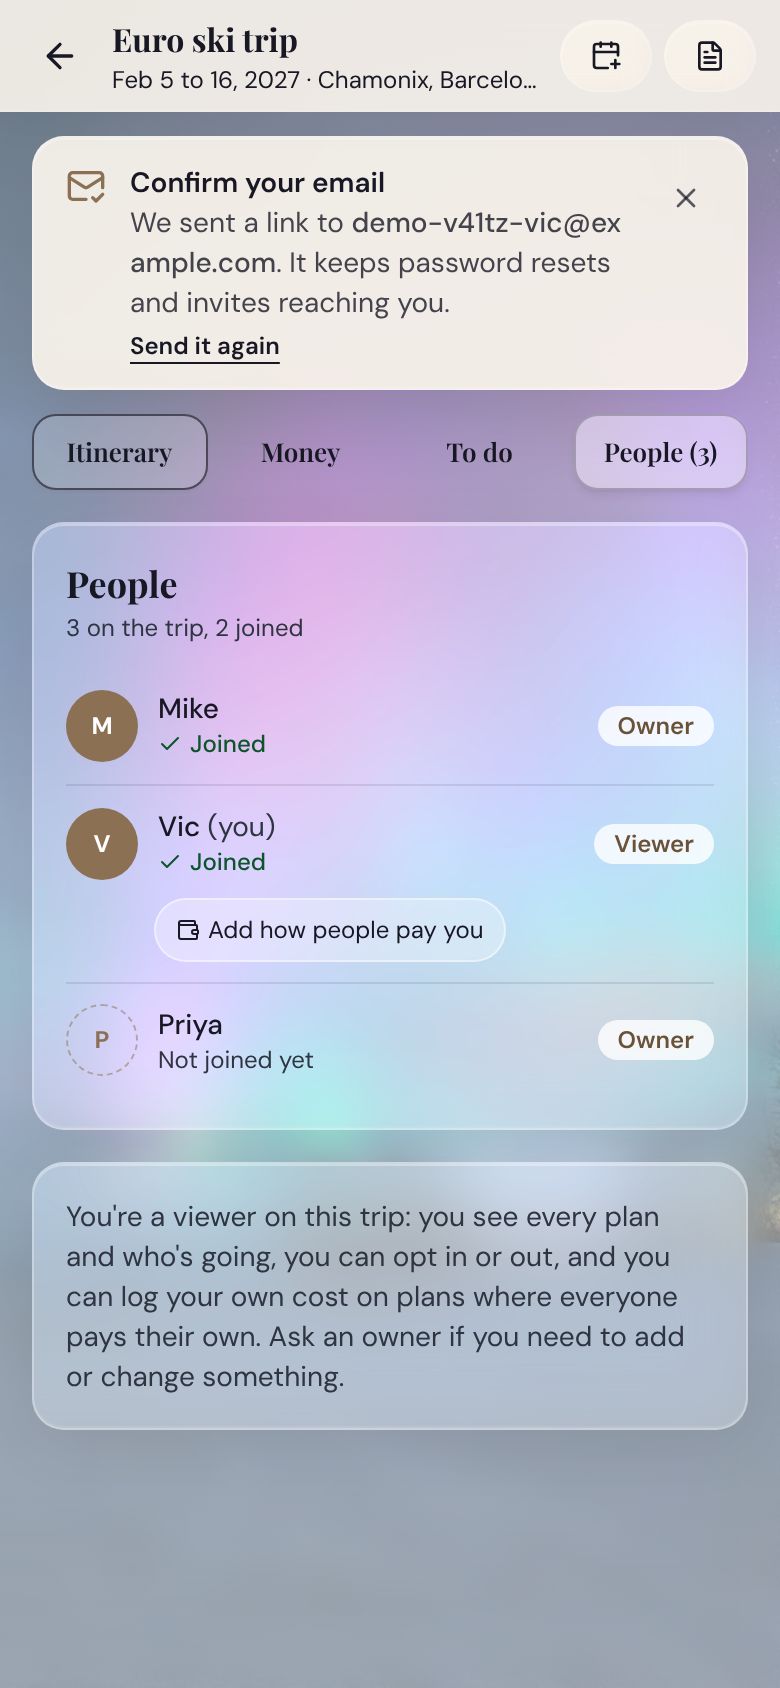 Euro ski trip
Feb 5 to 16, 2027 · Chamonix, Barcelo...
Confirm your email
We sent a link to demo-v41tz-vic@ex
ample.com. It keeps password resets
and invites reaching you.
Send it again
Itinerary
Money
To do
People (3)
People
3 on the trip, 2 joined
M
Mike
Joined
Owner
V
Vic (you)
Joined
Viewer
Add how people pay you
P
Priya
Not joined yet
Owner
You're a viewer on this trip: you see every plan
and who's going, you can opt in or out, and you
can log your own cost on plans where everyone
pays their own. Ask an owner if you need to add
or change something.